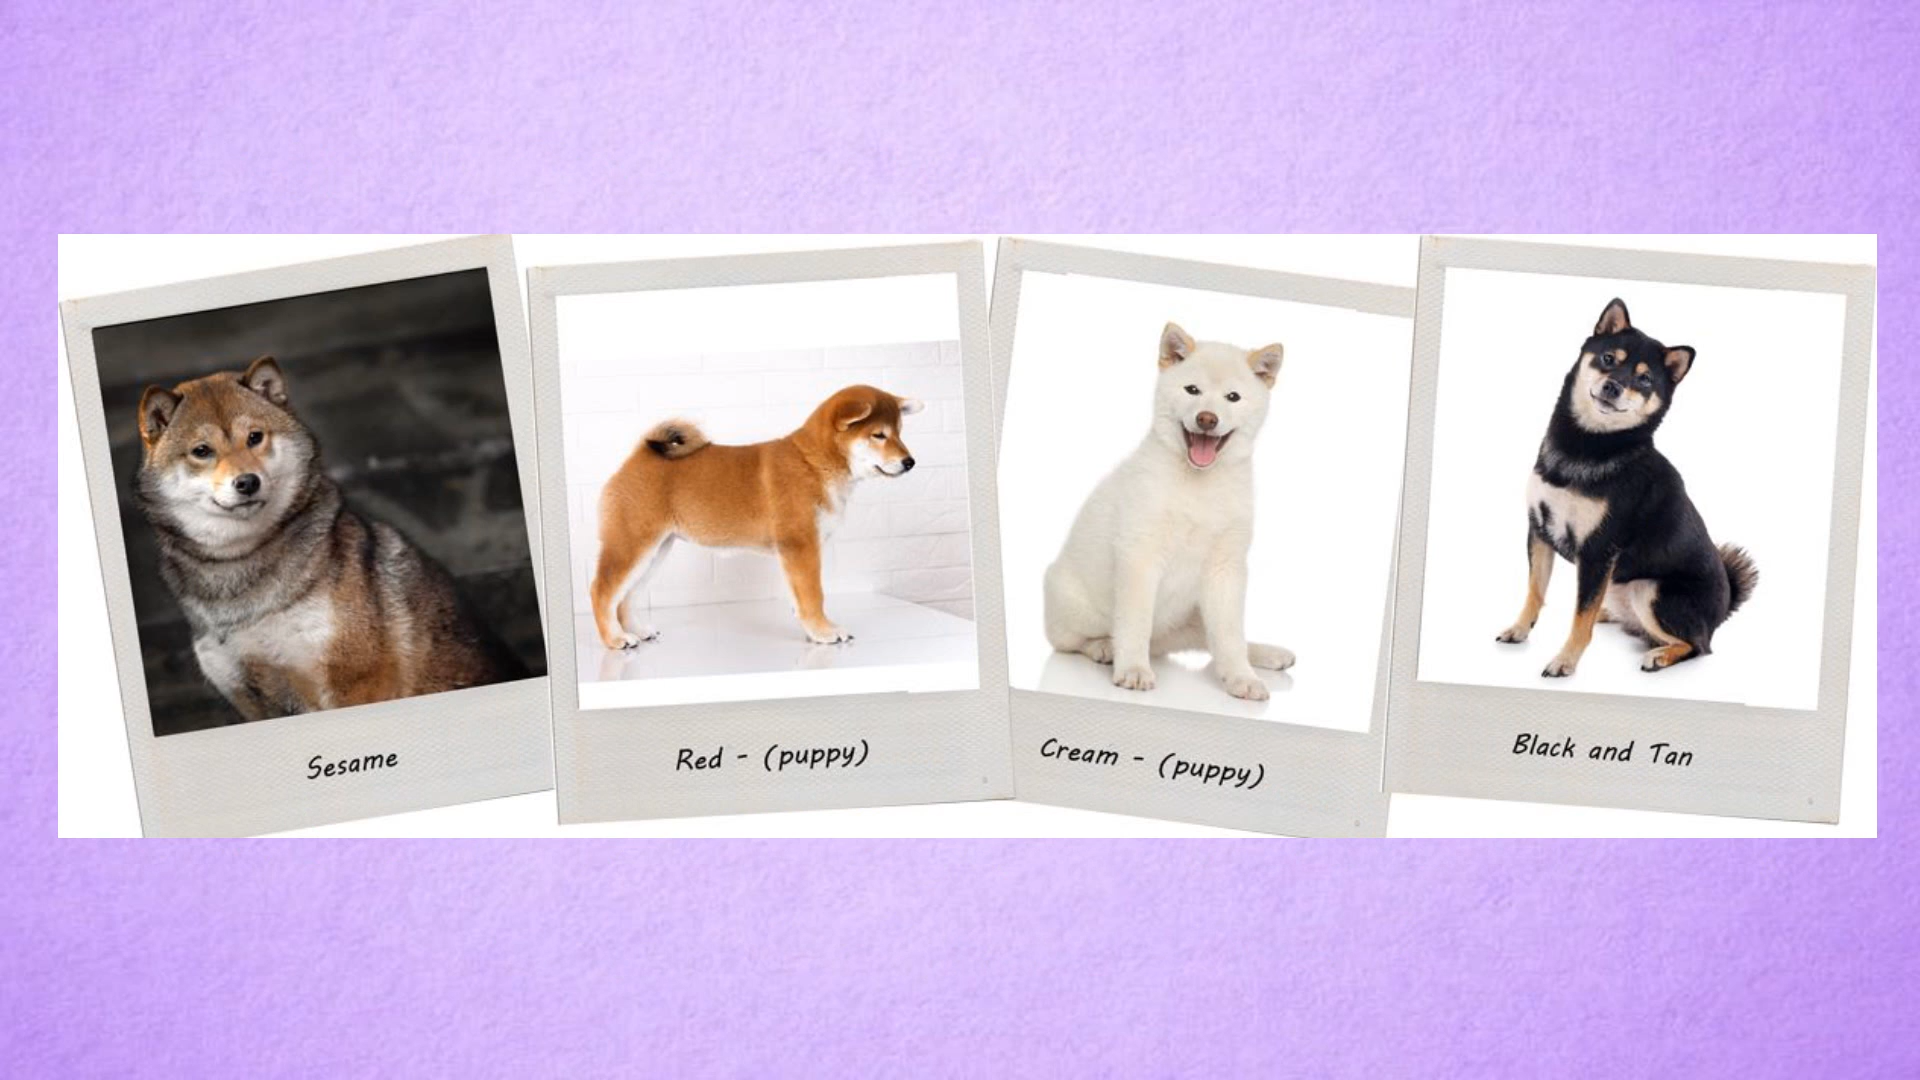 Sesame
Red - (puppy)
Cream - (puppy)
Black and Tan